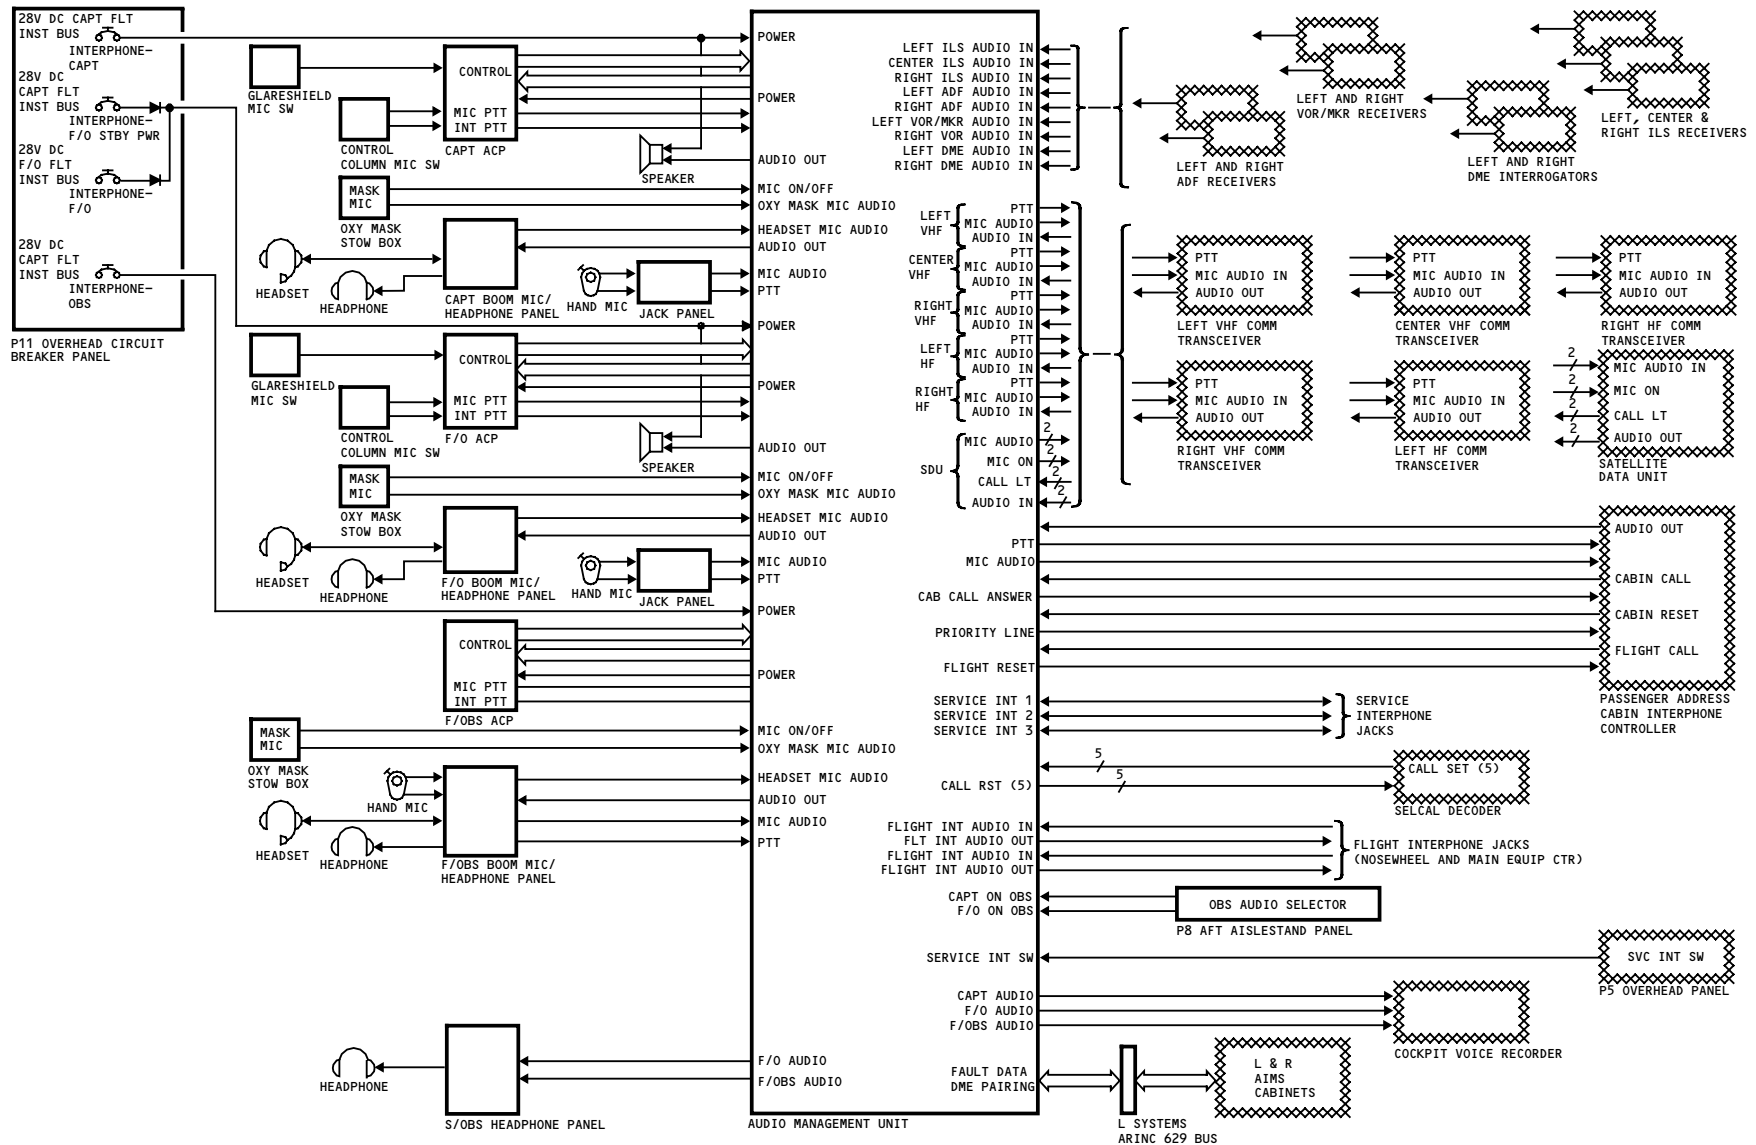 28V DC CAPT FLT
INST BUS
INTERPHONE-
CAPT
28V DC
CAPT FLT
INST BUS
INTERPHONE-
F/O STBY PWR
28V DC
F/O FLT
INST BUS
INTERPHONE-
F/O
28V DC
CAPT FLT
INST BUS
INTERPHONE-
OBS
P11 OVERHEAD CIRCUIT
BREAKER PANEL
GLARESHIELD
MIC SW
CONTROL
COLUMN MIC SW
CONTROL
MIC PTT
INT PTT
CAPT ACP
SPEAKER
MASK
MIC
OXY MASK
STOW BOX
HEADSET
HEADPHONE
CAPT BOOM MIC/
HEADPHONE PANEL
HAND MIC
JACK PANEL
GLARESHIELD
MIC SW
CONTROL
COLUMN MIC SW
CONTROL
MIC PTT
INT PTT
F/O ACP
SPEAKER
MASK
MIC
OXY MASK
STOW BOX
HEADSET
HEADPHONE
F/O BOOM MIC/
HEADPHONE PANEL
HAND MIC
JACK PANEL
CONTROL
MIC PTT
INT PTT
F/OBS ACP
MASK
MIC
OXY MASK
STOW BOX
HAND MIC
HEADSET
HEADPHONE
F/OBS BOOM MIC/
HEADPHONE PANEL
HEADPHONE
S/OBS HEADPHONE PANEL
POWER
POWER
AUDIO OUT
MIC ON/OFF
OXY MASK MIC AUDIO
HEADSET MIC AUDIO
AUDIO OUT
MIC AUDIO
PTT
POWER
POWER
AUDIO OUT
MIC ON/OFF
OXY MASK MIC AUDIO
HEADSET MIC AUDIO
AUDIO OUT
MIC AUDIO
PTT
POWER
POWER
MIC ON/OFF
OXY MASK MIC AUDIO
HEADSET MIC AUDIO
AUDIO OUT
MIC AUDIO
PTT
F/O AUDIO
F/OBS AUDIO
AUDIO MANAGEMENT UNIT
LEFT ILS AUDIO IN
CENTER ILS AUDIO IN
RIGHT ILS AUDIO IN
LEFT ADF AUDIO IN
RIGHT ADF AUDIO IN
LEFT VOR/MKR AUDIO IN
RIGHT VOR AUDIO IN
LEFT DME AUDIO IN
RIGHT DME AUDIO IN
LEFT
VHF
PTT
MIC AUDIO
AUDIO IN
CENTER
VHF
PTT
MIC AUDIO
AUDIO IN
RIGHT
VHF
PTT
MIC AUDIO
AUDIO IN
LEFT
HF
PTT
MIC AUDIO
AUDIO IN
RIGHT
HF
PTT
MIC AUDIO
AUDIO IN
SDU
MIC AUDIO
2
MIC ON
2
CALL LT
2
AUDIO IN
2
PTT
MIC AUDIO
CAB CALL ANSWER
PRIORITY LINE
FLIGHT RESET
SERVICE INT 1
SERVICE INT 2
SERVICE INT 3
CALL RST (5)
FLIGHT INT AUDIO IN
FLT INT AUDIO OUT
FLIGHT INT AUDIO IN
FLIGHT INT AUDIO OUT
CAPT ON OBS
F/O ON OBS
SERVICE INT SW
CAPT AUDIO
F/O AUDIO
F/OBS AUDIO
FAULT DATA
DME PAIRING
LEFT AND RIGHT
ADF RECEIVERS
LEFT AND RIGHT
VOR/MKR RECEIVERS
LEFT AND RIGHT
DME INTERROGATORS
LEFT, CENTER &
RIGHT ILS RECEIVERS
PTT
MIC AUDIO IN
AUDIO OUT
LEFT VHF COMM
TRANSCEIVER
PTT
MIC AUDIO IN
AUDIO OUT
CENTER VHF COMM
TRANSCEIVER
PTT
MIC AUDIO IN
AUDIO OUT
RIGHT HF COMM
TRANSCEIVER
PTT
MIC AUDIO IN
AUDIO OUT
RIGHT VHF COMM
TRANSCEIVER
PTT
MIC AUDIO IN
AUDIO OUT
LEFT HF COMM
TRANSCEIVER
2
MIC AUDIO IN
2
MIC ON
2
CALL LT
2
AUDIO OUT
SATELLITE
DATA UNIT
AUDIO OUT
CABIN CALL
CABIN RESET
FLIGHT CALL
PASSENGER ADDRESS
CABIN INTERPHONE
CONTROLLER
SERVICE
INTERPHONE
JACKS
5
5
CALL SET (5)
SELCAL DECODER
FLIGHT INTERPHONE JACKS
(NOSEWHEEL AND MAIN EQUIP CTR)
OBS AUDIO SELECTOR
P8 AFT AISLESTAND PANEL
SVC INT SW
P5 OVERHEAD PANEL
COCKPIT VOICE RECORDER
L & R
AIMS
CABINETS
L SYSTEMS
ARINC 629 BUS